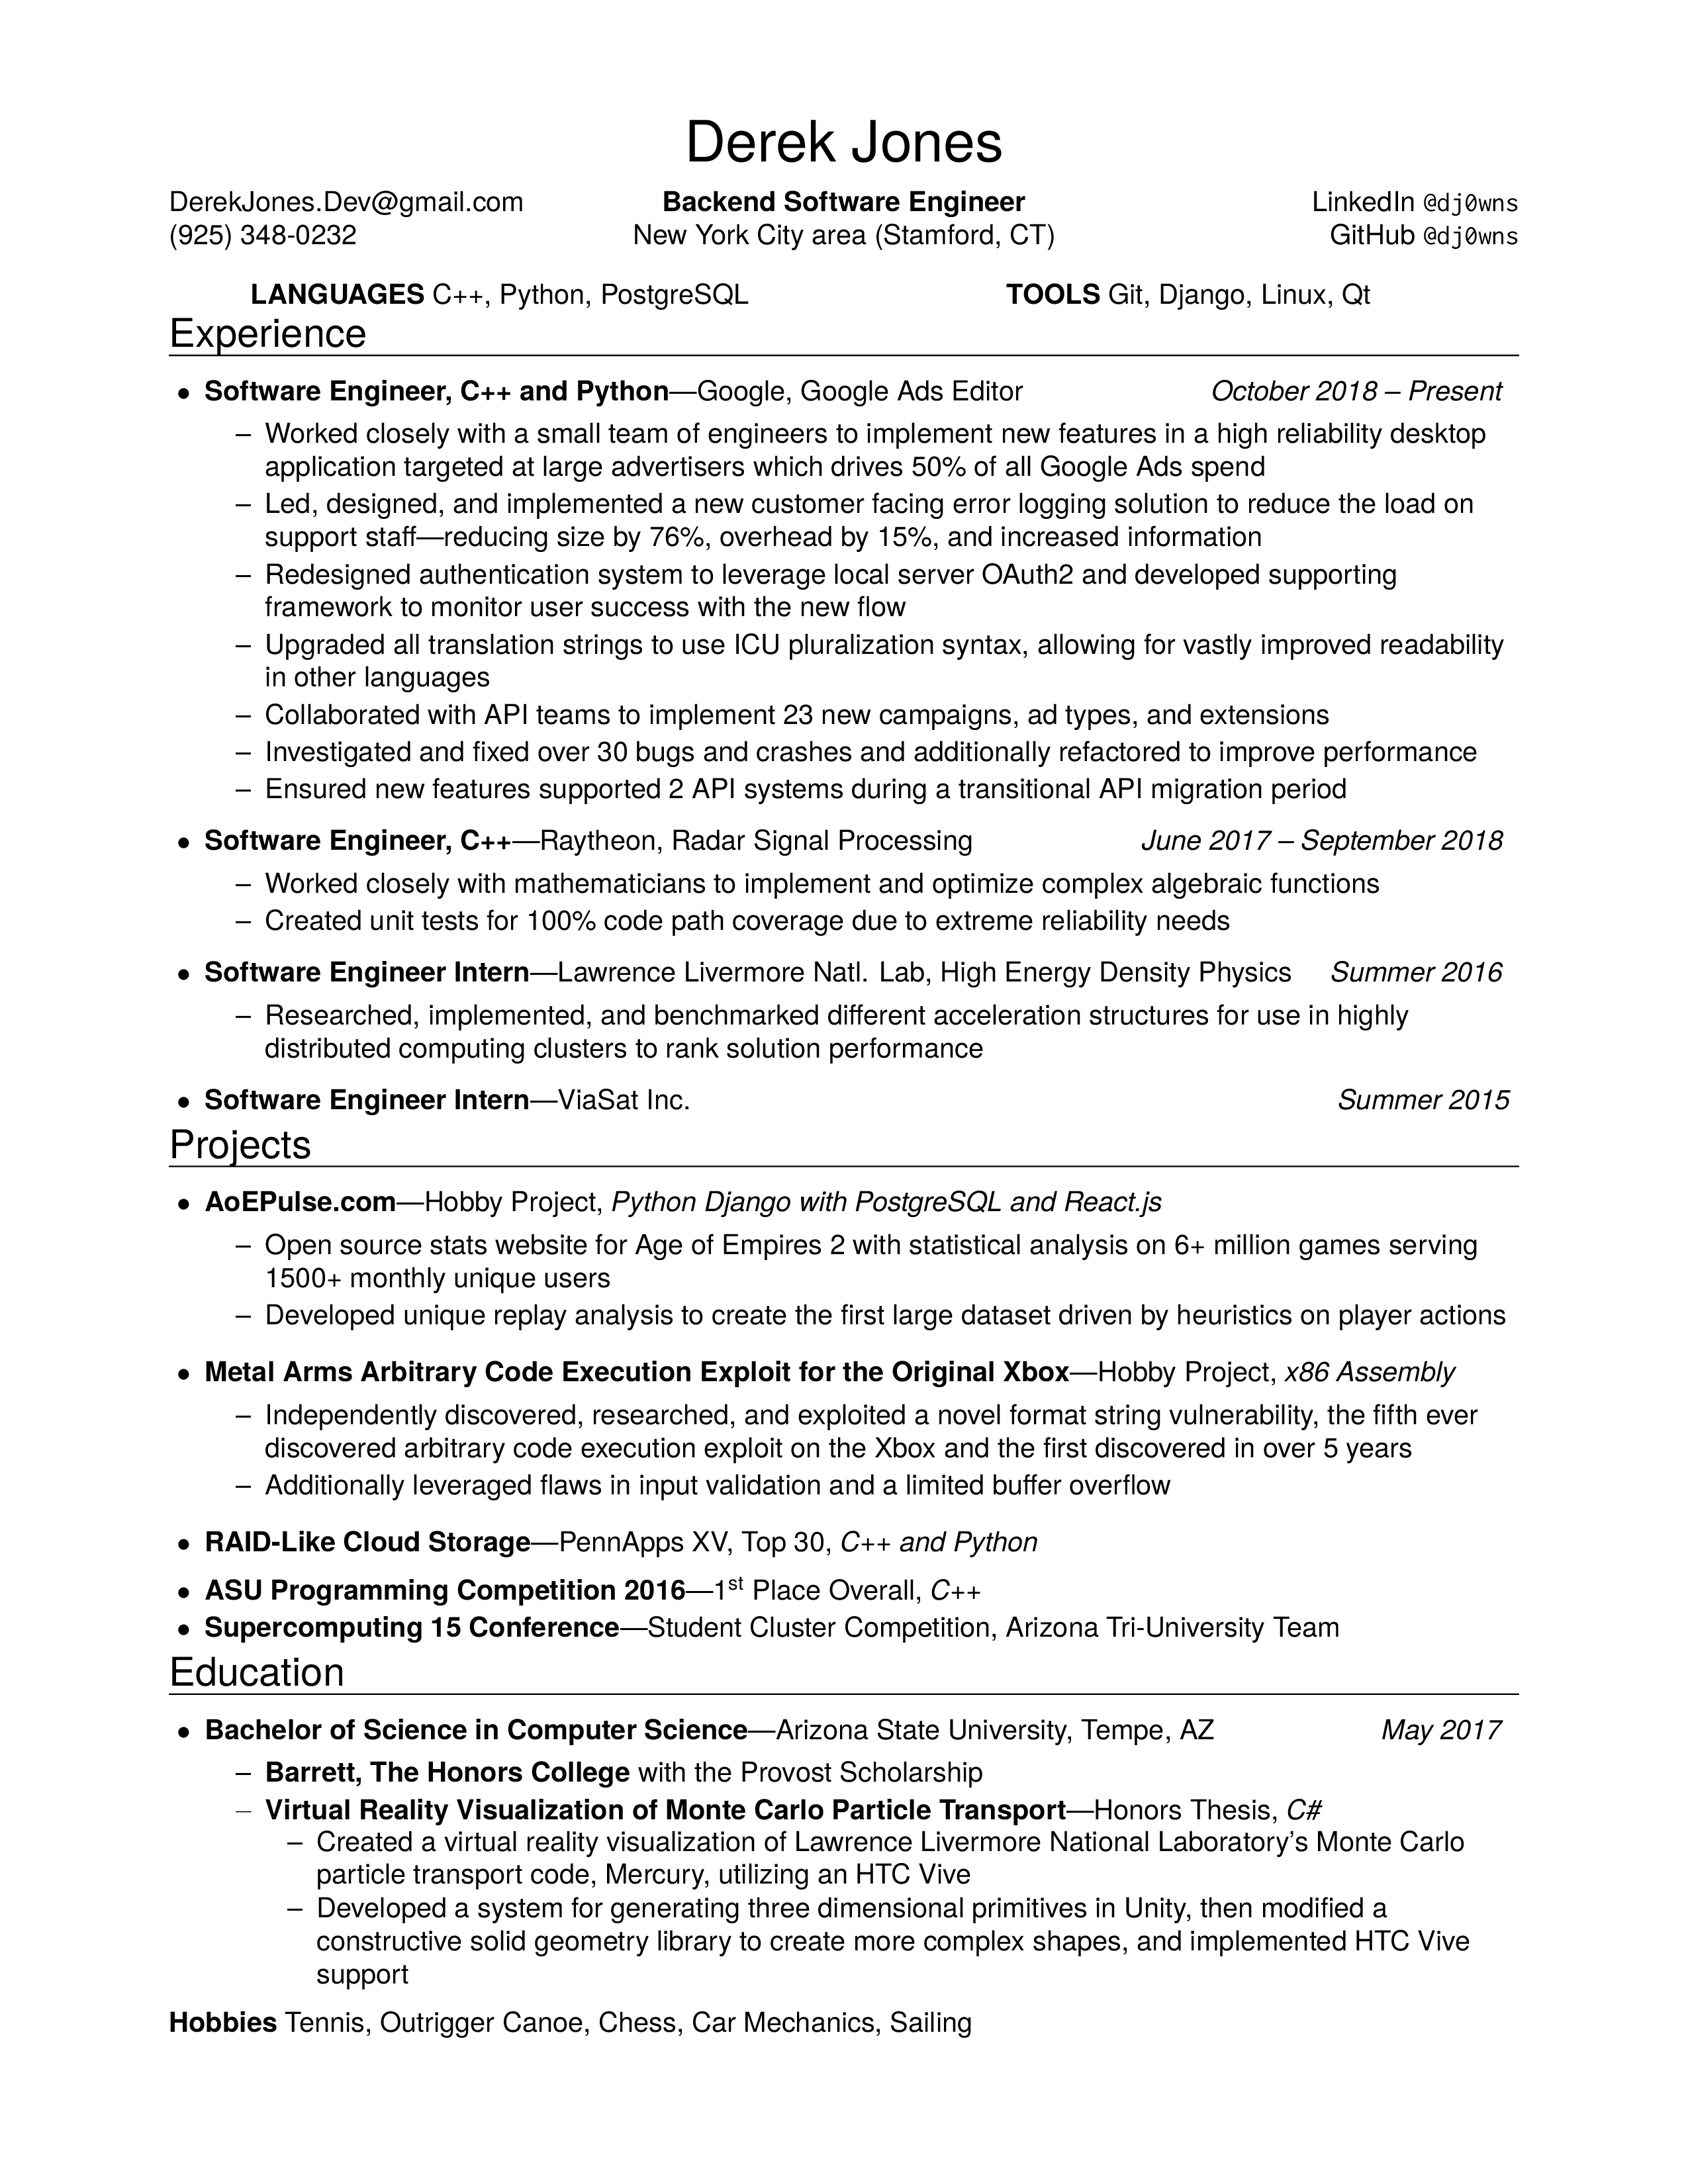 Derek Jones
DerekJones.Dev@gmail.com Backend Software Engineer LinkedIn @dj0wns
(925) 348-0232 New York City area (Stamford, CT) GitHub @dj0wns
LANGUAGES C++, Python, PostgreSQL TOOLS Git, Django, Linux, Qt
Experience
• Software Engineer, C++ and Python—Google, Google Ads Editor October 2018 – Present
– Worked closely with a small team of engineers to implement new features in a high reliability desktop
application targeted at large advertisers which drives 50% of all Google Ads spend
– Led, designed, and implemented a new customer facing error logging solution to reduce the load on
support staff—reducing size by 76%, overhead by 15%, and increased information
– Redesigned authentication system to leverage local server OAuth2 and developed supporting
framework to monitor user success with the new flow
– Upgraded all translation strings to use ICU pluralization syntax, allowing for vastly improved readability
in other languages
– Collaborated with API teams to implement 23 new campaigns, ad types, and extensions
– Investigated and fixed over 30 bugs and crashes and additionally refactored to improve performance
– Ensured new features supported 2 API systems during a transitional API migration period
• Software Engineer, C++—Raytheon, Radar Signal Processing June 2017 – September 2018
– Worked closely with mathematicians to implement and optimize complex algebraic functions
– Created unit tests for 100% code path coverage due to extreme reliability needs
• Software Engineer Intern—Lawrence Livermore Natl. Lab, High Energy Density Physics Summer 2016
– Researched, implemented, and benchmarked different acceleration structures for use in highly
distributed computing clusters to rank solution performance
• Software Engineer Intern—ViaSat Inc. Summer 2015
Projects
• AoEPulse.com—Hobby Project, Python Django with PostgreSQL and React.js
– Open source stats website for Age of Empires 2 with statistical analysis on 6+ million games serving
1500+ monthly unique users
– Developed unique replay analysis to create the first large dataset driven by heuristics on player actions
• Metal Arms Arbitrary Code Execution Exploit for the Original Xbox—Hobby Project, x86 Assembly
– Independently discovered, researched, and exploited a novel format string vulnerability, the fifth ever
discovered arbitrary code execution exploit on the Xbox and the first discovered in over 5 years
– Additionally leveraged flaws in input validation and a limited buffer overflow
• RAID-Like Cloud Storage—PennApps XV, Top 30, C++ and Python
• ASU Programming Competition 2016—1st Place Overall, C++
• Supercomputing 15 Conference—Student Cluster Competition, Arizona Tri-University Team
Education
• Bachelor of Science in Computer Science—Arizona State University, Tempe, AZ May 2017
– Barrett, The Honors College with the Provost Scholarship
– Virtual Reality Visualization of Monte Carlo Particle Transport—Honors Thesis, C#
– Created a virtual reality visualization of Lawrence Livermore National Laboratory's Monte Carlo
particle transport code, Mercury, utilizing an HTC Vive
– Developed a system for generating three dimensional primitives in Unity, then modified a
constructive solid geometry library to create more complex shapes, and implemented HTC Vive
support
Hobbies Tennis, Outrigger Canoe, Chess, Car Mechanics, Sailing